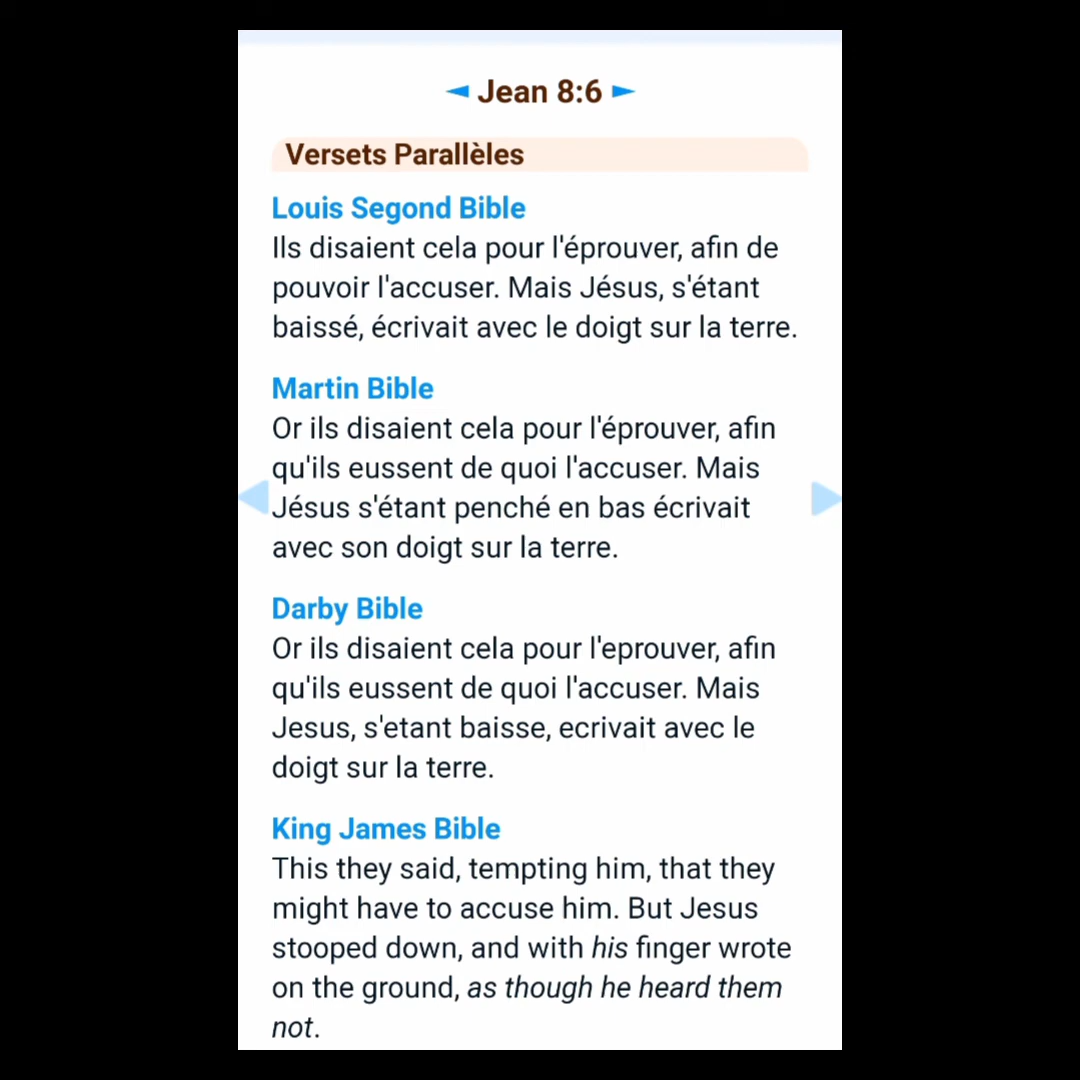 ◄ Jean 8:6 ►
Versets Parallèles
Louis Segond Bible
Ils disaient cela pour l'éprouver, afin de
pouvoir l'accuser. Mais Jésus, s'étant
baissé, écrivait avec le doigt sur la terre.
Martin Bible
Or ils disaient cela pour l'éprouver, afin
qu'ils eussent de quoi l'accuser. Mais
Jésus s'étant penché en bas écrivait
avec son doigt sur la terre.
Darby Bible
Or ils disaient cela pour l'eprouver, afin
qu'ils eussent de quoi l'accuser. Mais
Jesus, s'etant baisse, ecrivait avec le
doigt sur la terre.
King James Bible
This they said, tempting him, that they
might have to accuse him. But Jesus
stooped down, and with his finger wrote
on the ground, as though he heard them
not.